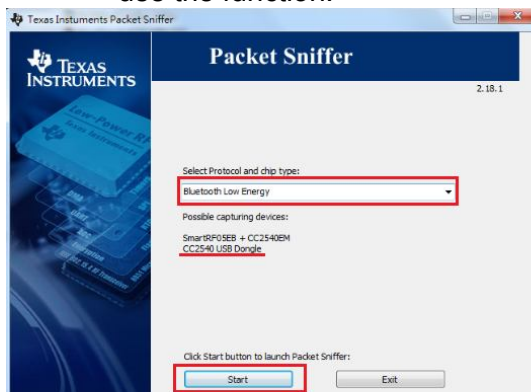 use the function.
Texas Instuments Packet Sniffer
TEXAS
INSTRUMENTS
Packet Sniffer
2.18.1
Select Protocol and chip type:
Bluetooth Low Energy
Possible capturing devices:
SmartRF05EB + CC2540EM
CC2540 USB Dongle
Click Start button to launch Packet Sniffer:
Start
Exit